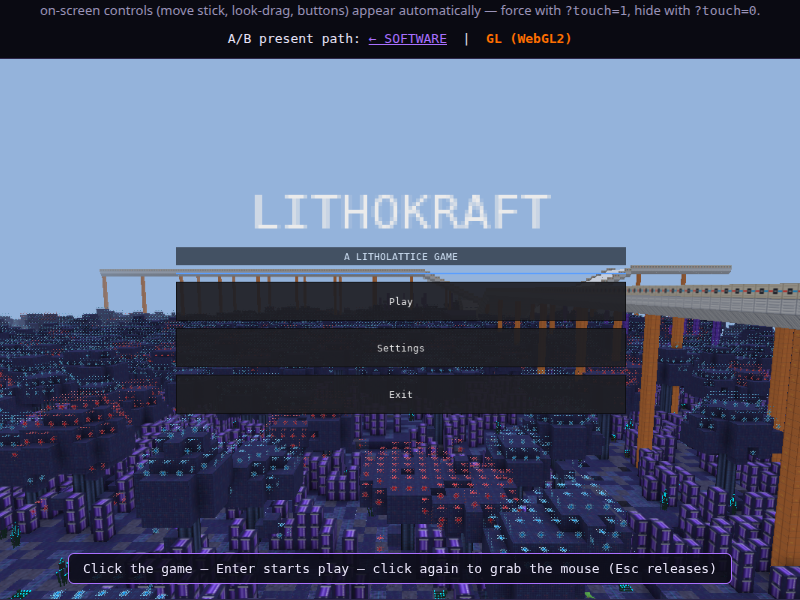 on-screen controls (move stick, look-drag, buttons) appear automatically — force with ?touch=1, hide with ?touch=0.
A/B present path: ← SOFTWARE | GL (WebGL2)
LITHOKRAFT
A LITHOLATTICE GAME
Play
Settings
Exit
Click the game — Enter starts play — click again to grab the mouse (Esc releases)